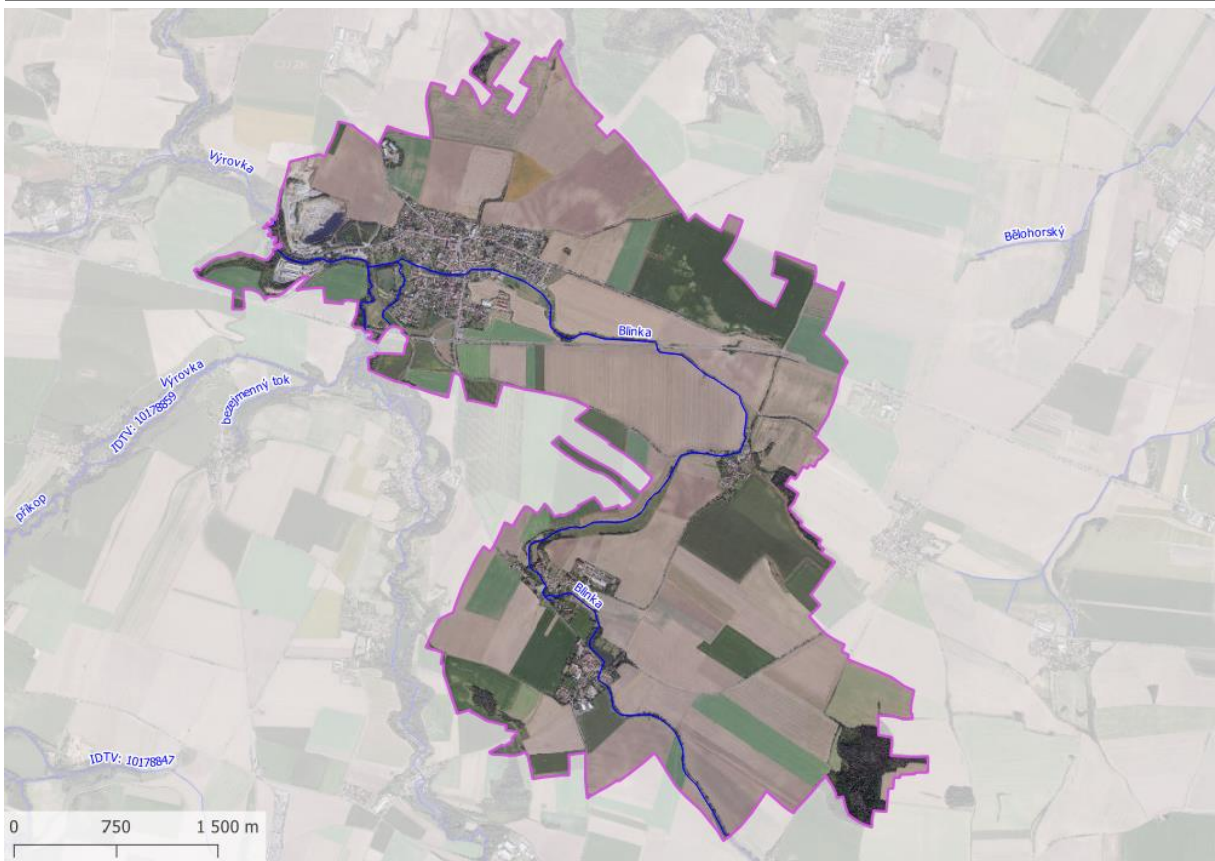 Výrovka
Bělohorský
Blinka
Výrovka
IDTV: 10178859
bezejmenný tok
příkop
Blinka
IDTV: 10178847
0 750 1 500 m